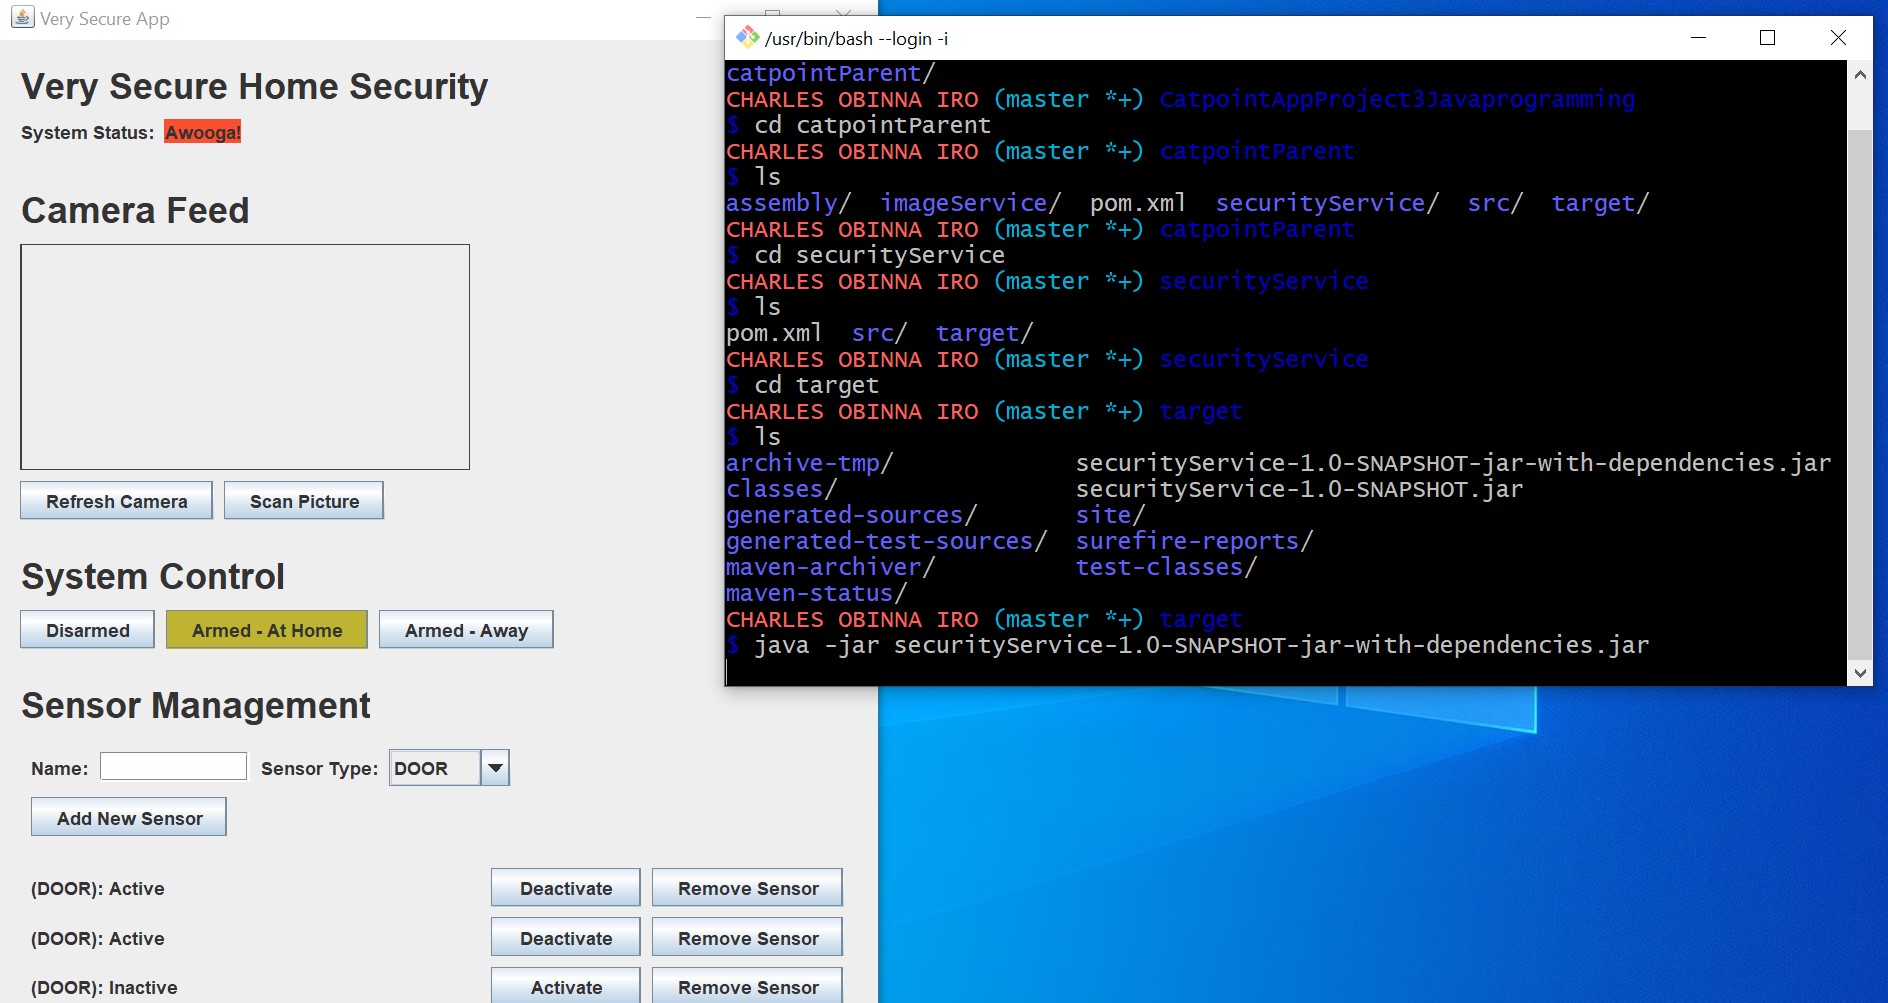 Very Secure App
Very Secure Home Security
System Status: Awooga!
Camera Feed
Refresh Camera
Scan Picture
System Control
Disarmed
Armed - At Home
Armed - Away
Sensor Management
Name:
Sensor Type: DOOR
Add New Sensor
(DOOR): Active
Deactivate
Remove Sensor
(DOOR): Active
Deactivate
Remove Sensor
(DOOR): Inactive
Activate
Remove Sensor
/usr/bin/bash --login -i
catpointParent/
CHARLES OBINNA IRO (master *+) CatpointAppProject3Javaprogramming
$ cd catpointParent
CHARLES OBINNA IRO (master *+) catpointParent
$ ls
assembly/  imageService/  pom.xml  securityService/  src/  target/
CHARLES OBINNA IRO (master *+) catpointParent
$ cd securityService
CHARLES OBINNA IRO (master *+) securityService
$ ls
pom.xml  src/  target/
CHARLES OBINNA IRO (master *+) securityService
$ cd target
CHARLES OBINNA IRO (master *+) target
$ ls
archive-tmp/             securityService-1.0-SNAPSHOT-jar-with-dependencies.jar
classes/                 securityService-1.0-SNAPSHOT.jar
generated-sources/       site/
generated-test-sources/  surefire-reports/
maven-archiver/          test-classes/
maven-status/
CHARLES OBINNA IRO (master *+) target
$ java -jar securityService-1.0-SNAPSHOT-jar-with-dependencies.jar